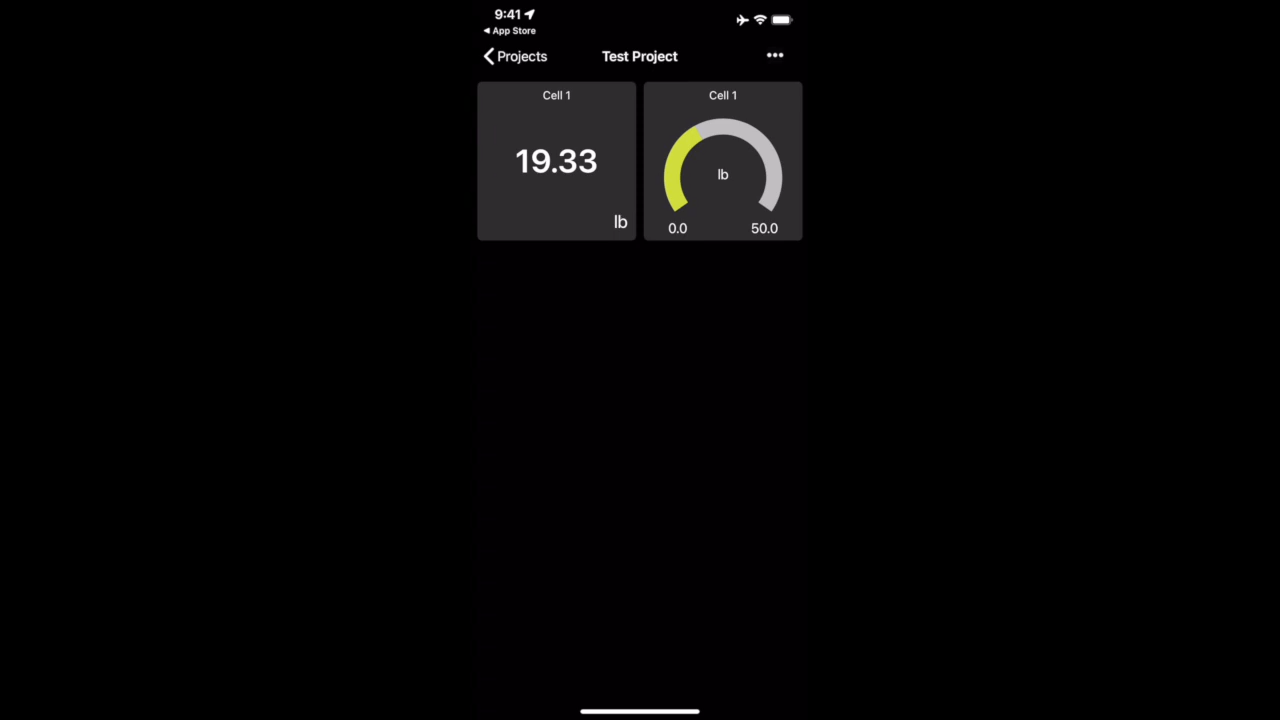 9:41
◀ App Store
Projects
Test Project
Cell 1
19.33
lb
Cell 1
lb
0.0
50.0